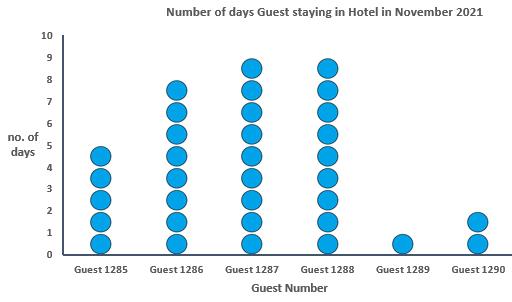 Number of days Guest staying in Hotel in November 2021
10
9
8
7
6
5
4
3
2
1
0
no. of
days
Guest 1285 Guest 1286 Guest 1287 Guest 1288 Guest 1289 Guest 1290
Guest Number